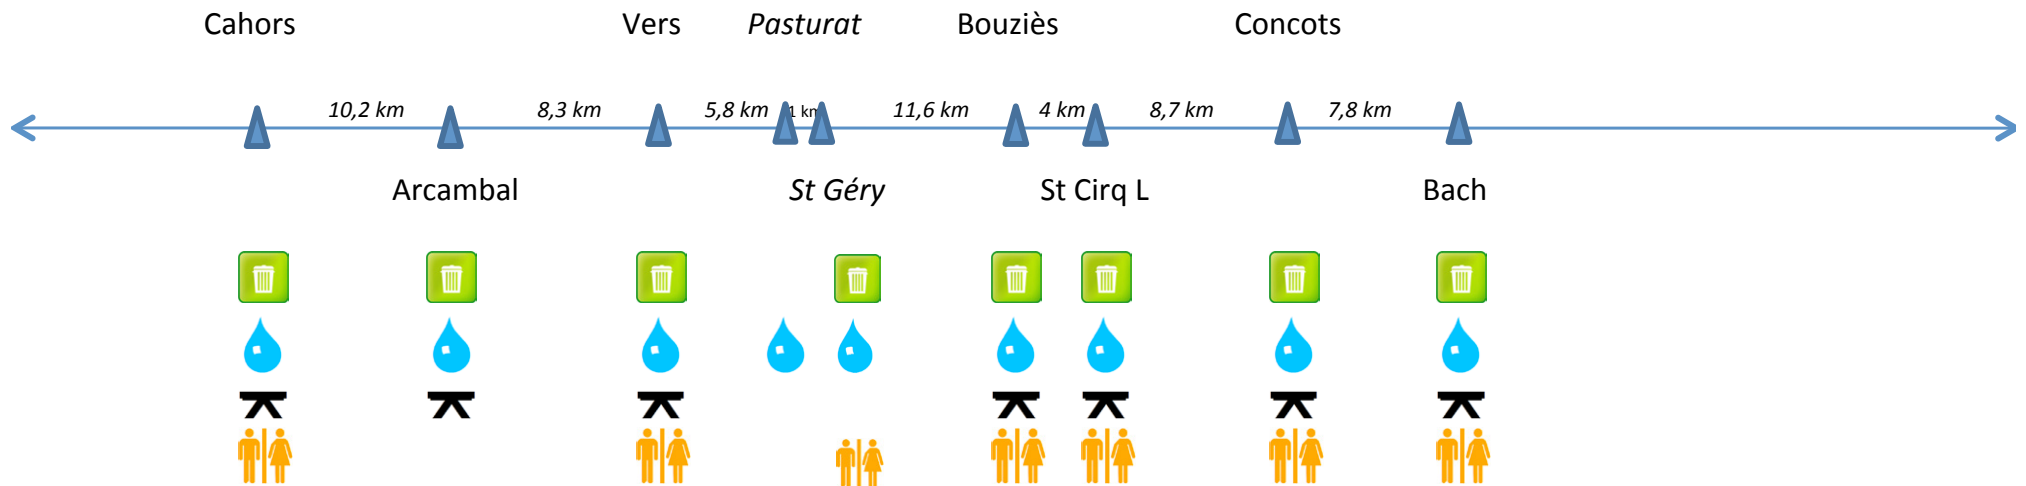 Cahors Vers Pasturat Bouziès Concots
10,2 km 8,3 km 5,8 km 1 km 11,6 km 4 km 8,7 km 7,8 km
Arcambal St Géry St Cirq L Bach